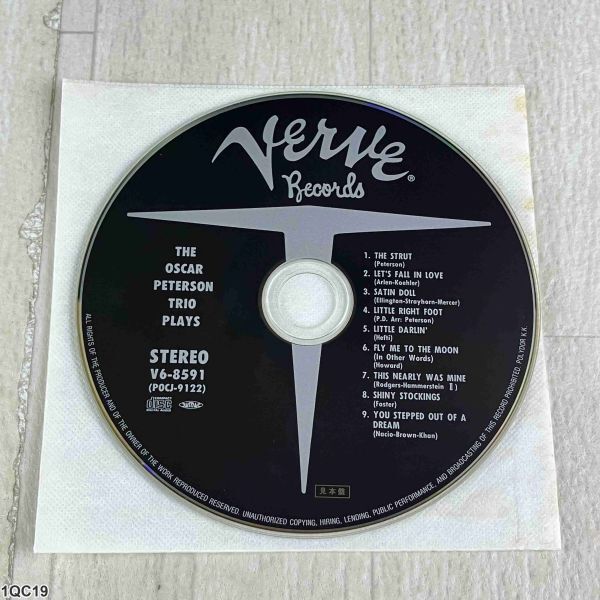 Verve®
Records
THE
OSCAR
PETERSON
TRIO
PLAYS
STEREO
V6-8591
(POCJ-9122)
COMPACT
disc
DIGITAL AUDIO
1. THE STRUT
(Peterson)
2. LET'S FALL IN LOVE
(Arlen-Koehler)
3. SATIN DOLL
(Ellington-Strayhorn-Mercer)
4. LITTLE RIGHT FOOT
(P.D. Arr: Peterson)
5. LITTLE DARLIN'
(Hefti)
6. FLY ME TO THE MOON
(In Other Words)
(Howard)
7. THIS NEARLY WAS MINE
(Rodgers-Hammerstein Ⅱ)
8. SHINY STOCKINGS
(Foster)
9. YOU STEPPED OUT OF A
DREAM
(Nacio-Brown-Khan)
見本盤
ALL RIGHTS OF THE PRODUCER AND OF THE OWNER OF THE WORK REPRODUCED RESERVED. UNAUTHORIZED COPYING, HIRING, LENDING, PUBLIC PERFORMANCE, AND BROADCASTING OF THIS RECORD PROHIBITED. POLYDOR K.K.
1QC19